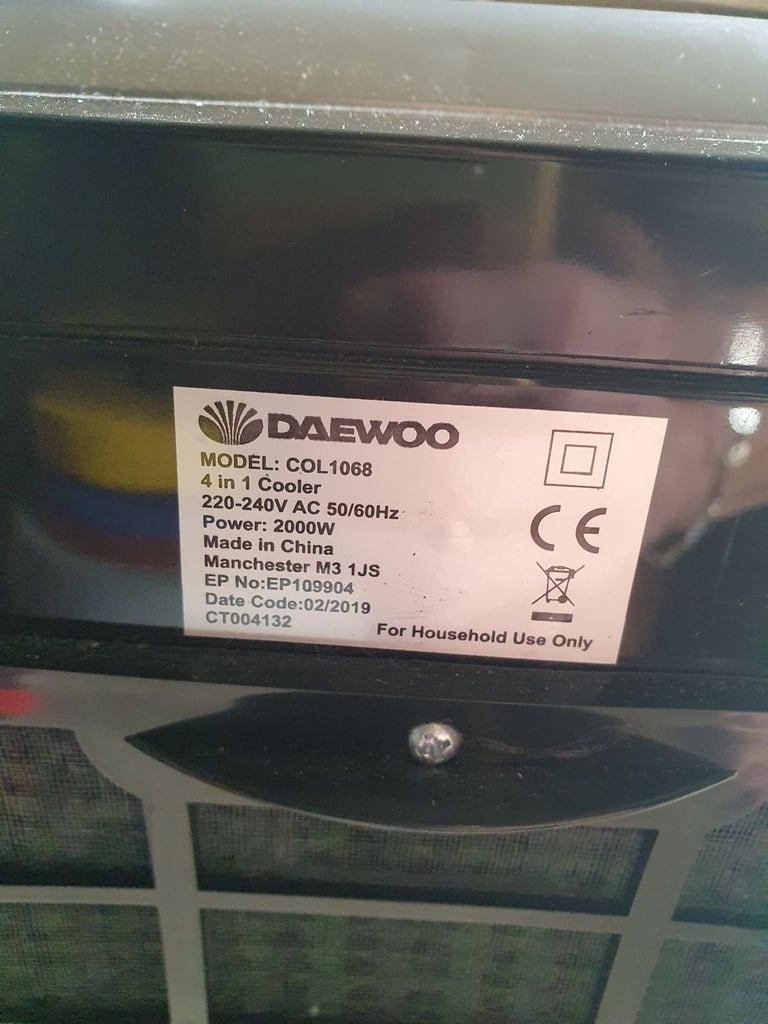 DAEWOO
MODEL: COL1068
4 in 1 Cooler
220-240V AC 50/60Hz
Power: 2000W
Made in China
Manchester M3 1JS
EP No:EP109904
Date Code:02/2019
CT004132
CE
For Household Use Only